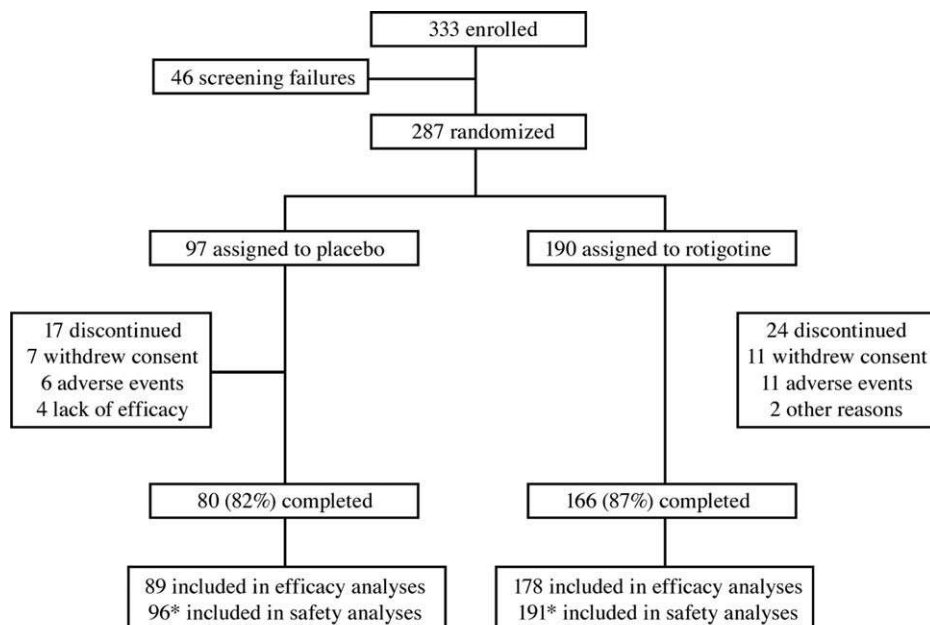 333 enrolled
46 screening failures
287 randomized
97 assigned to placebo
190 assigned to rotigotine
17 discontinued
7 withdrew consent
6 adverse events
4 lack of efficacy
24 discontinued
11 withdrew consent
11 adverse events
2 other reasons
80 (82%) completed
166 (87%) completed
89 included in efficacy analyses
96* included in safety analyses
178 included in efficacy analyses
191* included in safety analyses